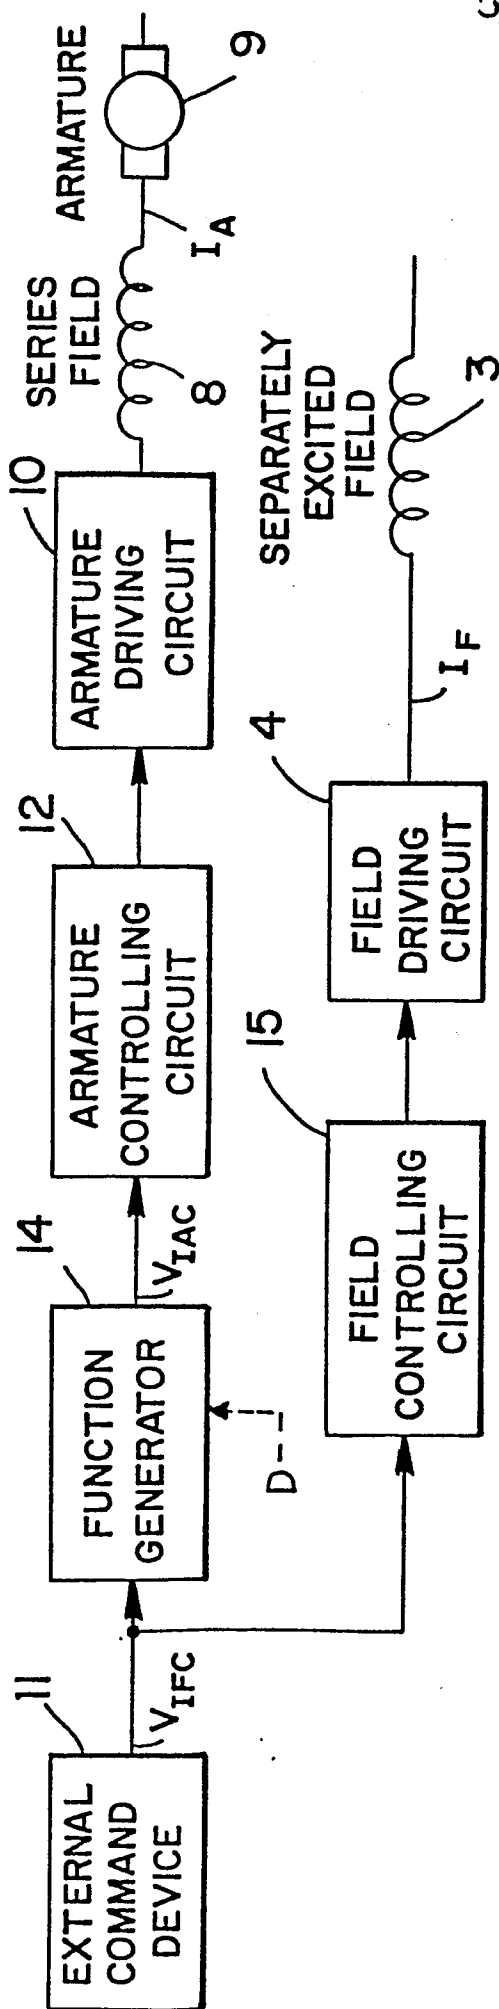 11
EXTERNAL
COMMAND
DEVICE
VIFC
14
FUNCTION
GENERATOR
D
VIAC
12
ARMATURE
CONTROLLING
CIRCUIT
10
ARMATURE
DRIVING
CIRCUIT
SERIES
FIELD
8
IA
ARMATURE
9
15
FIELD
CONTROLLING
CIRCUIT
4
FIELD
DRIVING
CIRCUIT
IF
SEPARATELY
EXCITED
FIELD
3